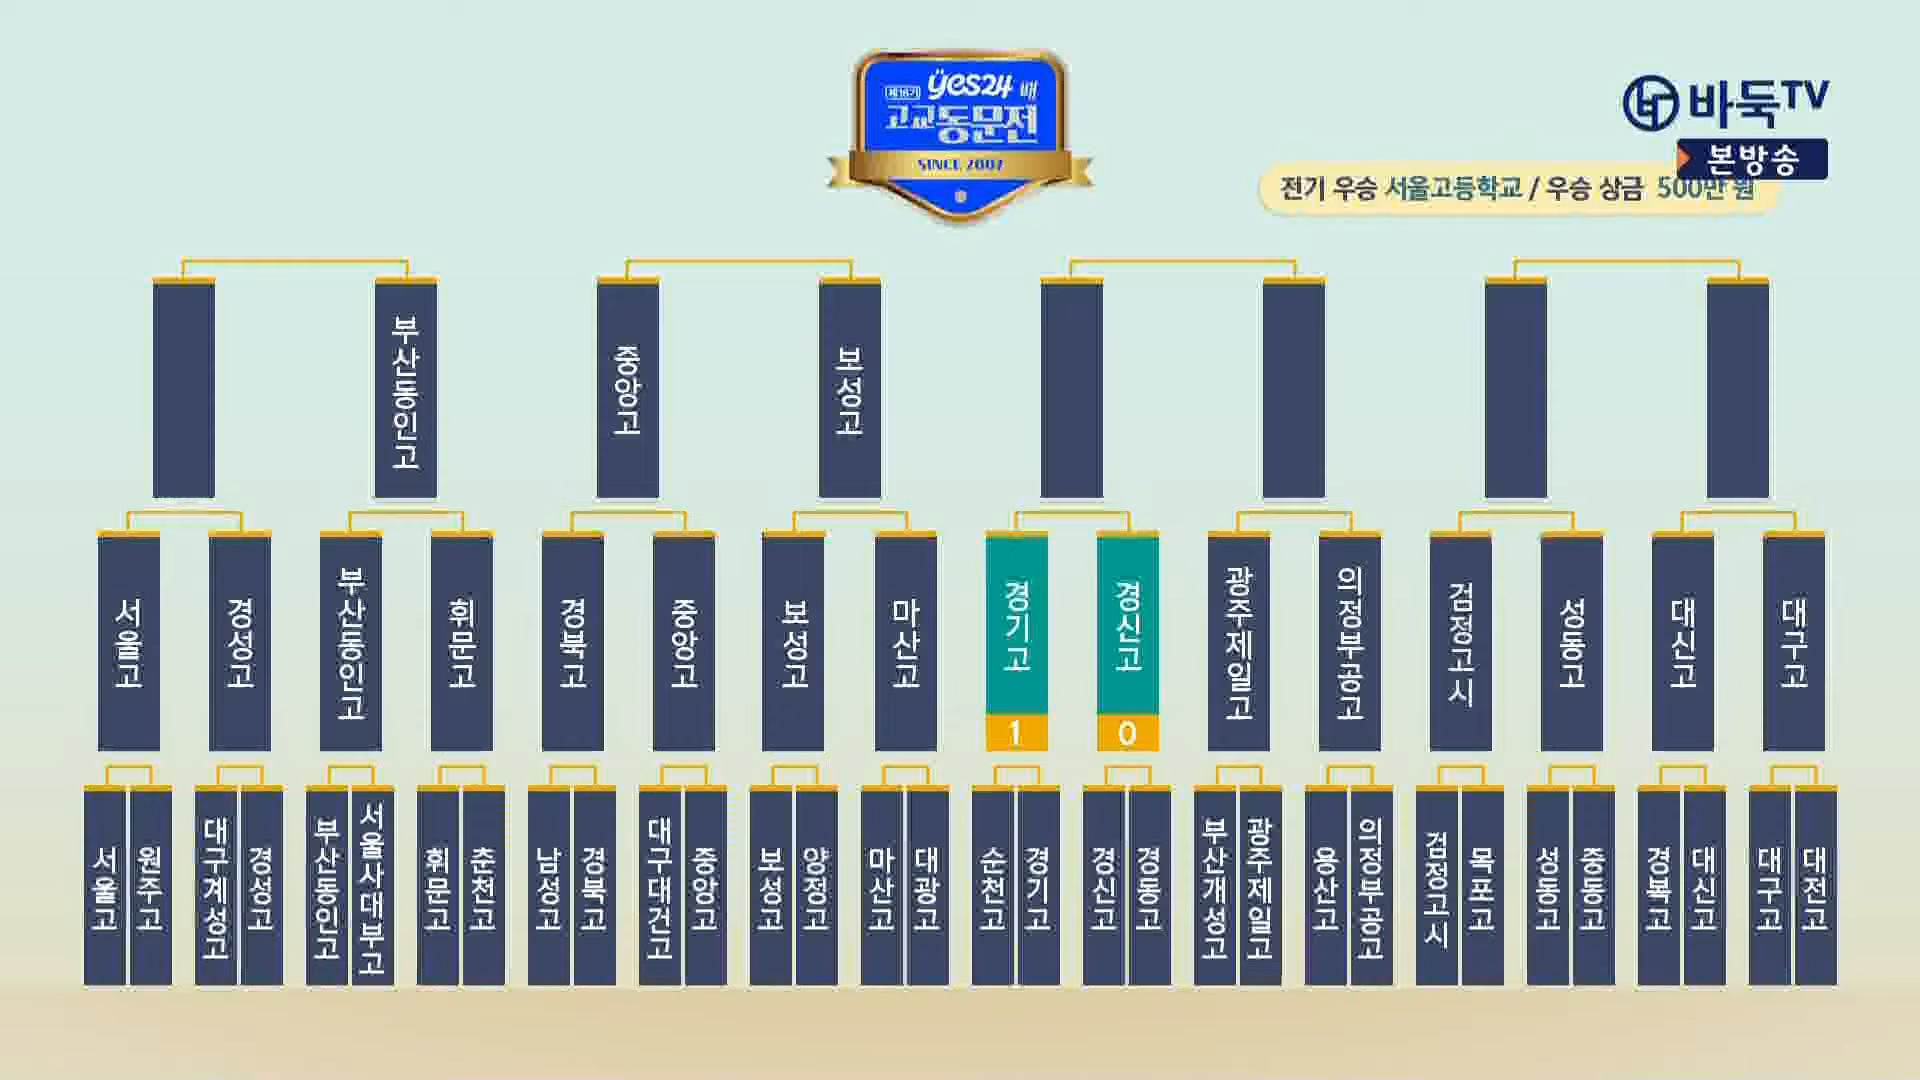 제16기 yes24 배
고교동문전
SINCE 2007
바둑TV
본방송
전기 우승 서울고등학교 / 우승 상금 500만 원
부산동인고
중앙고
보성고
서울고
경성고
부산동인고
휘문고
경북고
중앙고
보성고
마산고
경기고
1
경신고
0
광주제일고
의정부공고
검정고시
성동고
대신고
대구고
서울고
원주고
대구계성고
경성고
부산동인고
서울사대부고
휘문고
춘천고
남성고
경북고
대구대건고
중앙고
보성고
양정고
마산고
대광고
순천고
경기고
경신고
경동고
부산개성고
광주제일고
용산고
의정부공고
검정고시
목포고
성동고
중동고
경복고
대신고
대구고
대전고